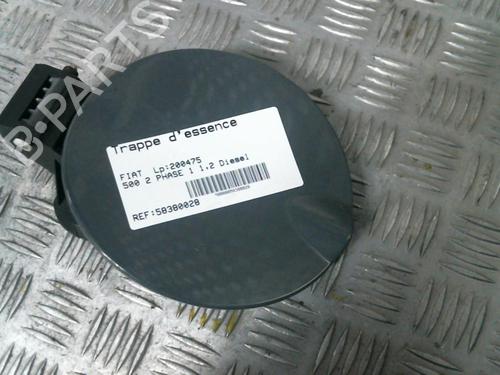 B-PARTS
Trappe d'essence
FIAT Lp:200475
500 2 PHASE 1 1.2 Diesel
REF:58380028